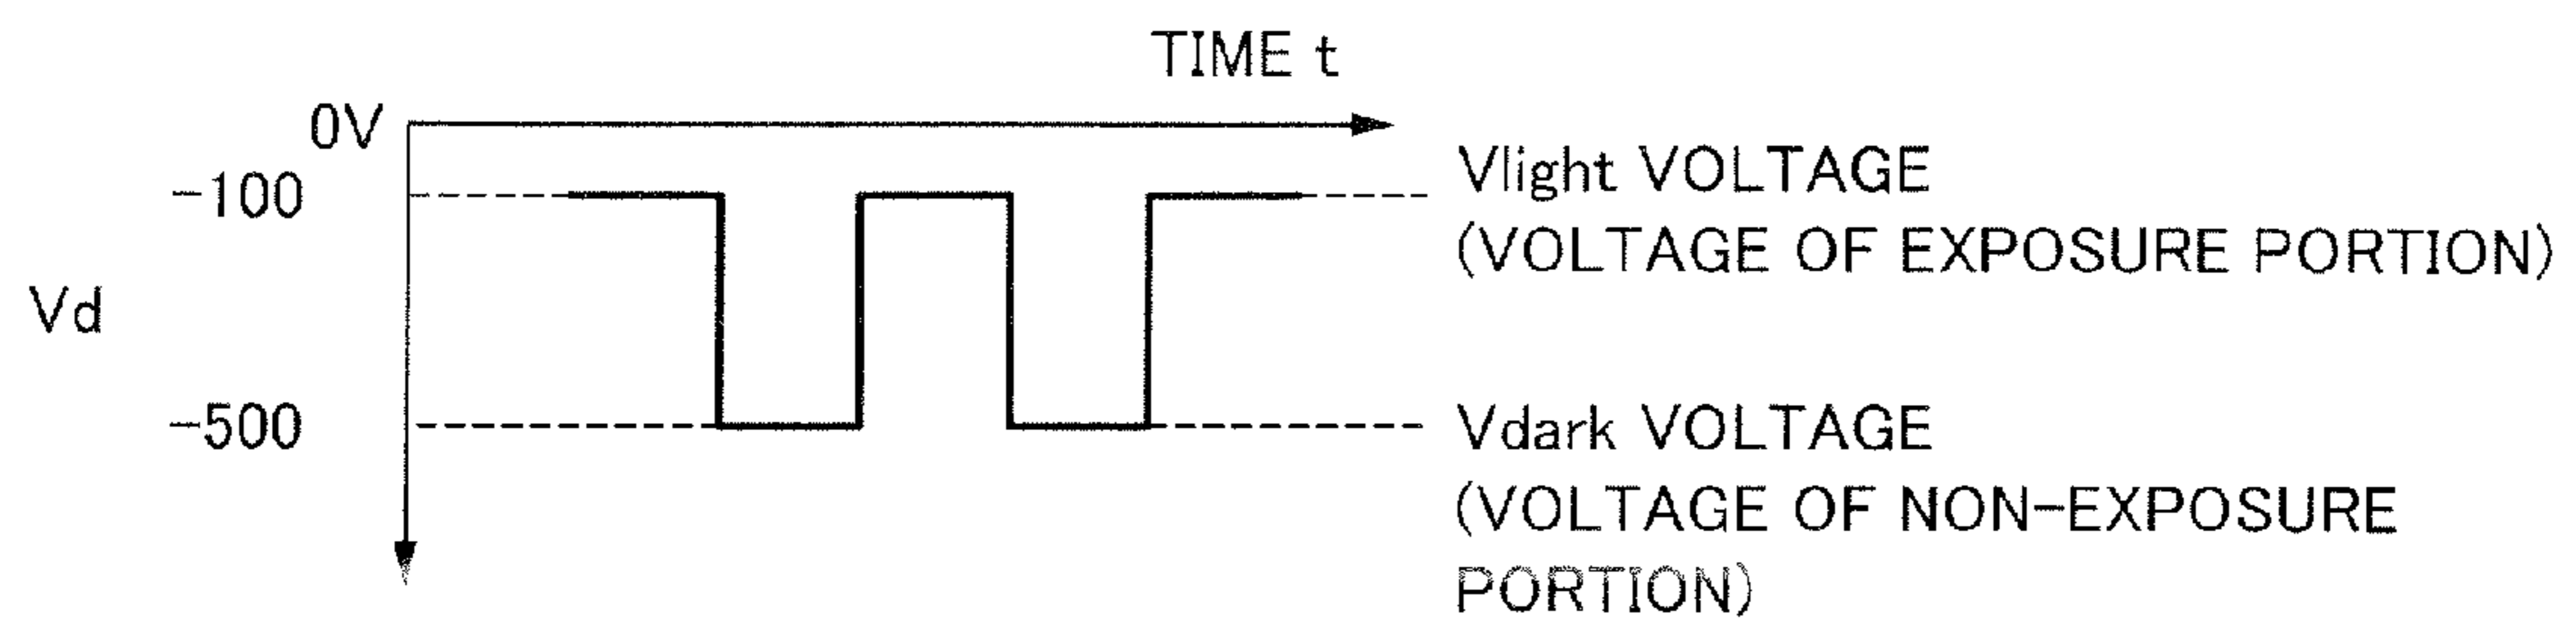 TIME t
0V
-100
Vlight VOLTAGE
(VOLTAGE OF EXPOSURE PORTION)
Vd
-500
Vdark VOLTAGE
(VOLTAGE OF NON-EXPOSURE
PORTION)